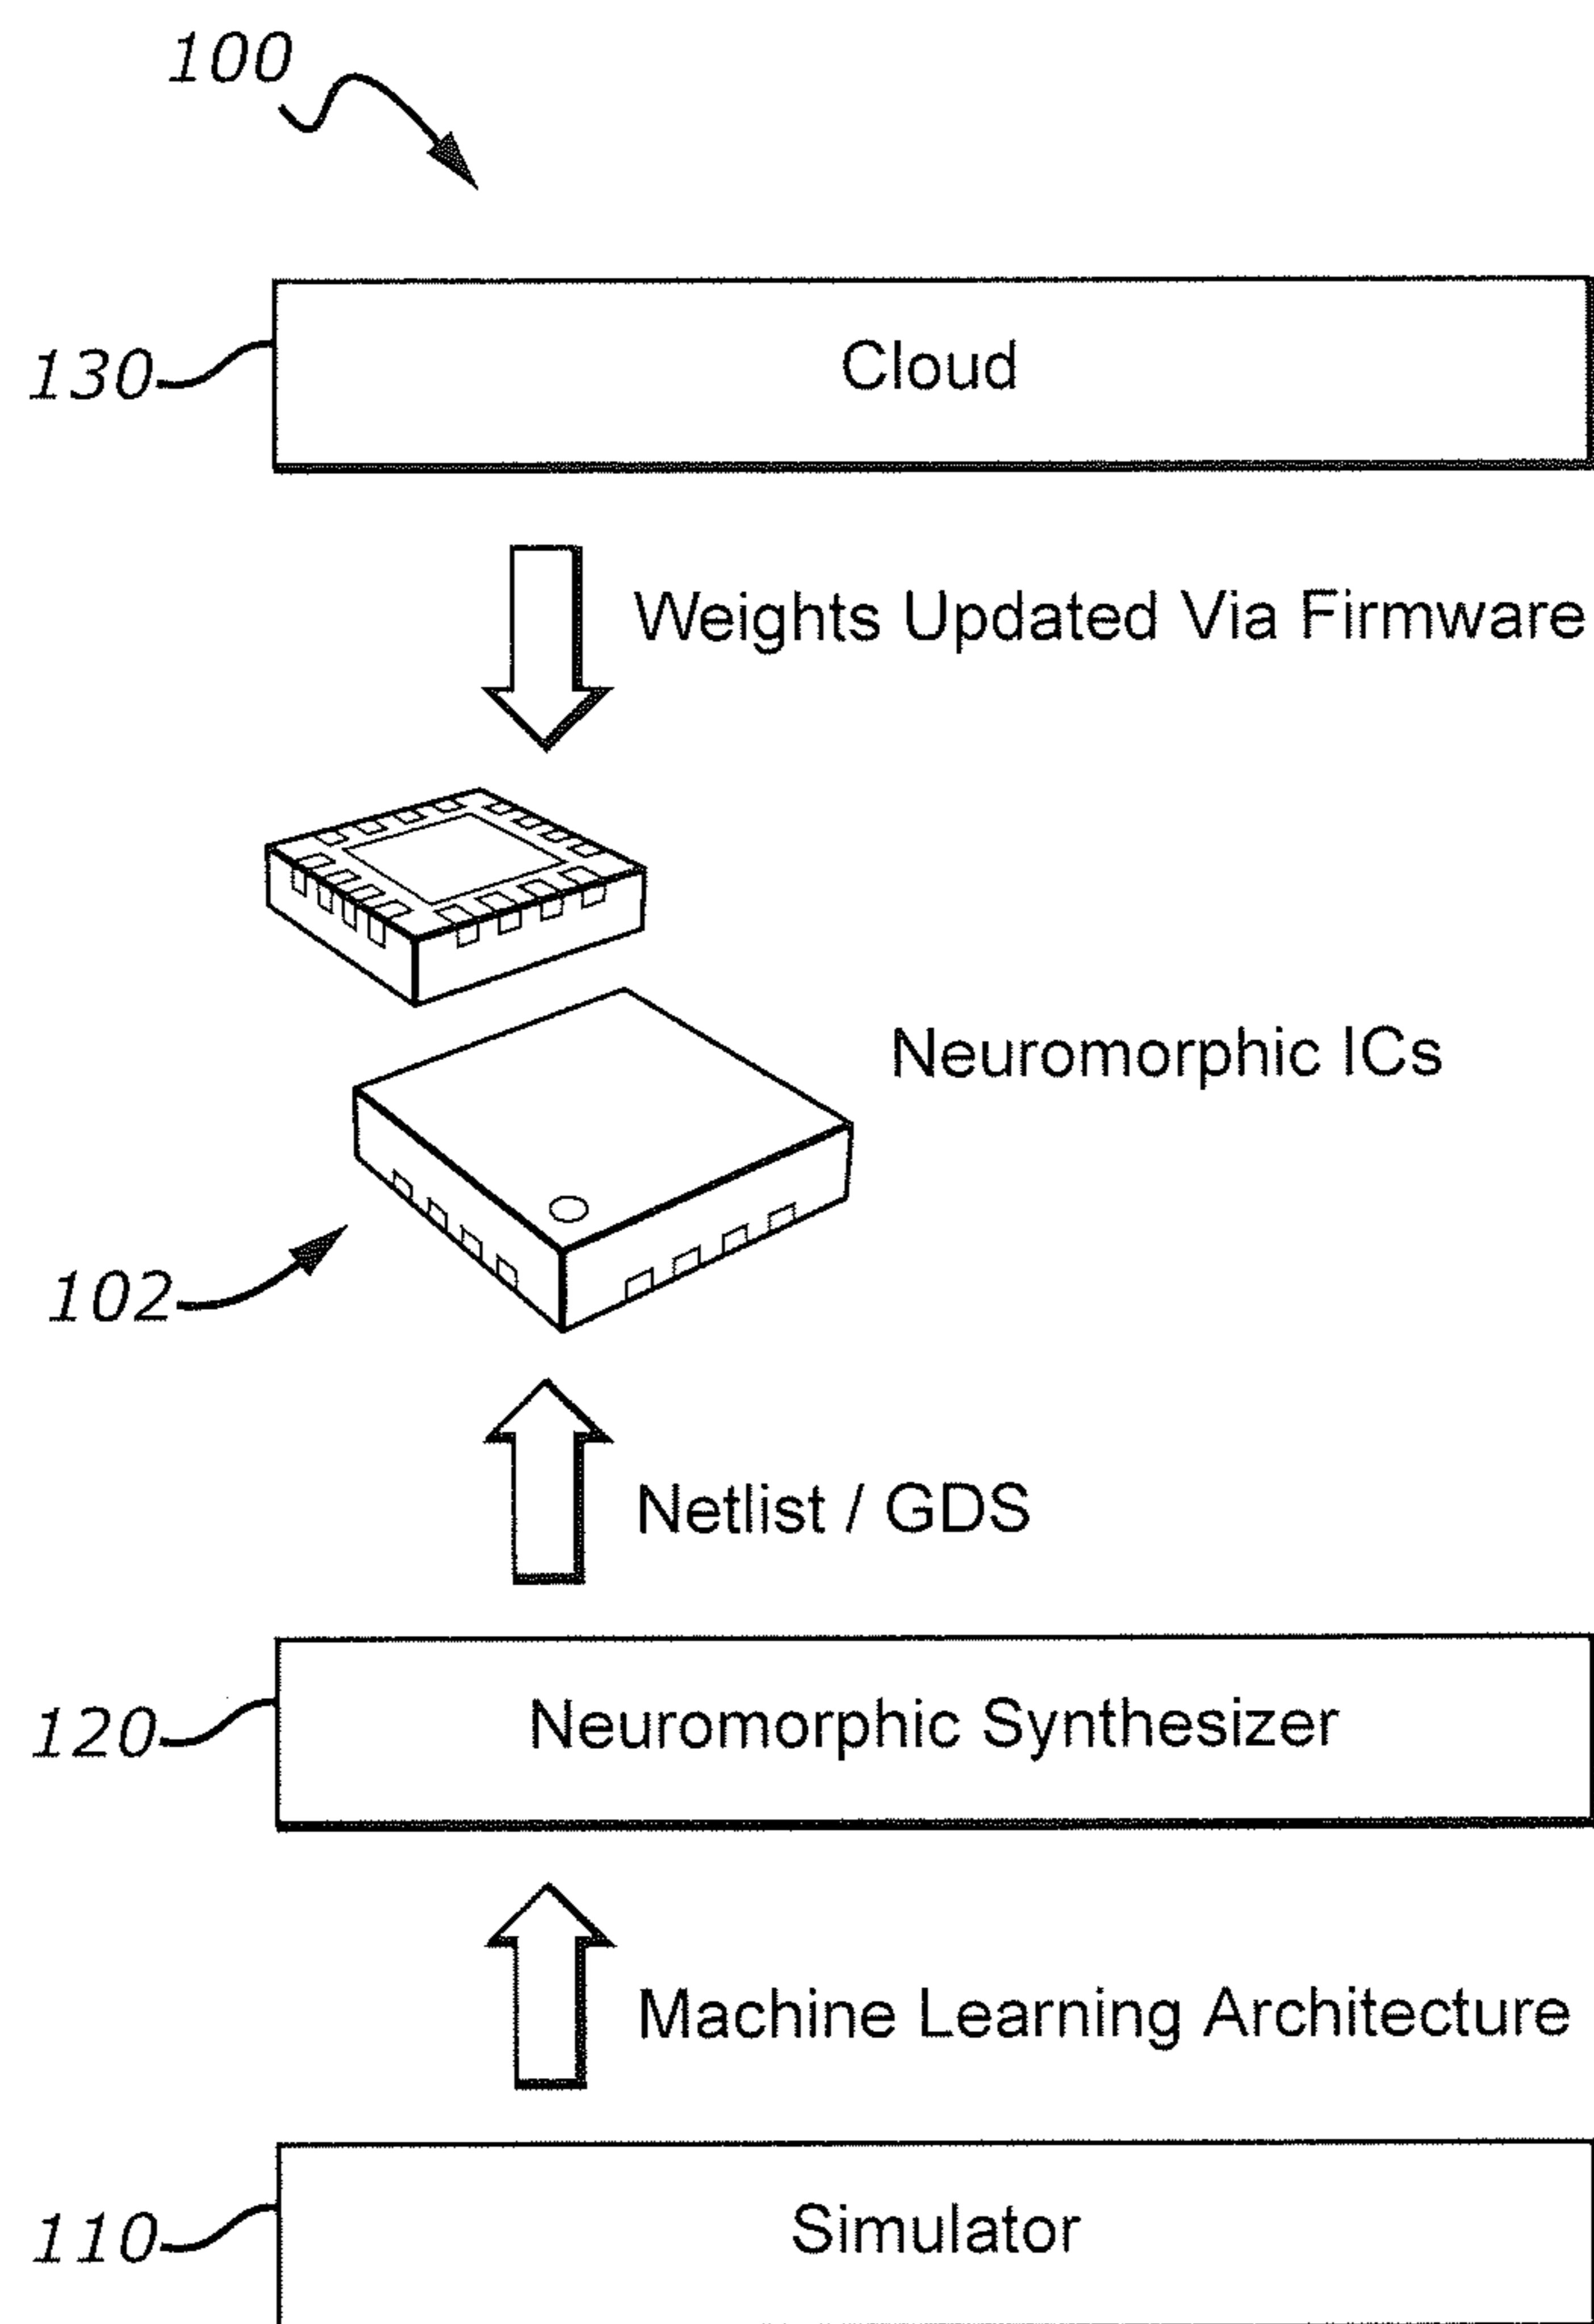 100
130
Cloud
Weights Updated Via Firmware
Neuromorphic ICs
102
Netlist / GDS
120
Neuromorphic Synthesizer
Machine Learning Architecture
110
Simulator